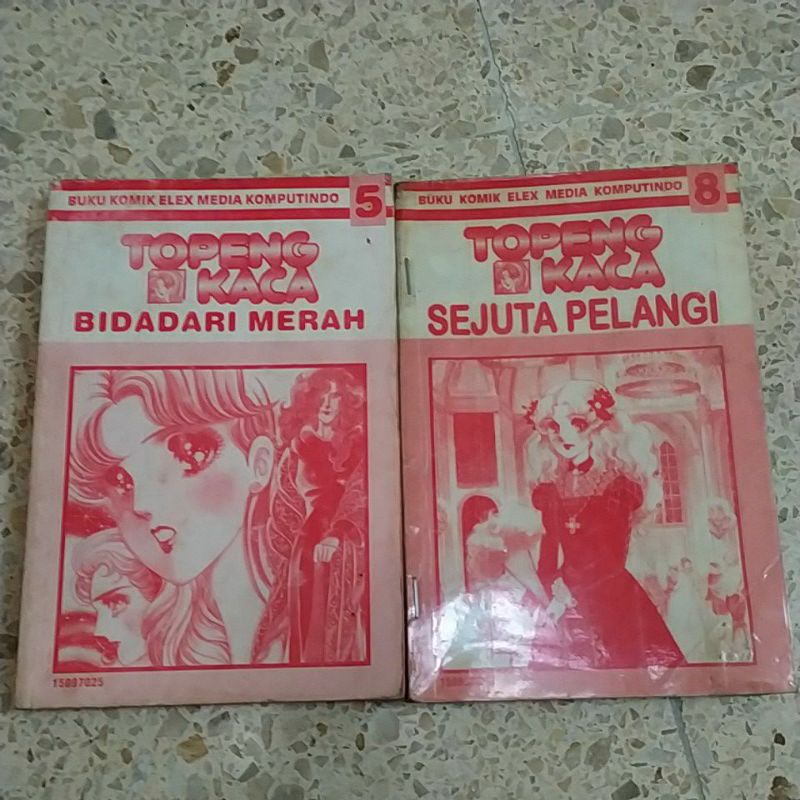 BUKU KOMIK ELEX MEDIA KOMPUTINDO 5
TOPENG
KACA
BIDADARI MERAH
15097025
BUKU KOMIK ELEX MEDIA KOMPUTINDO 8
TOPENG
KACA
SEJUTA PELANGI